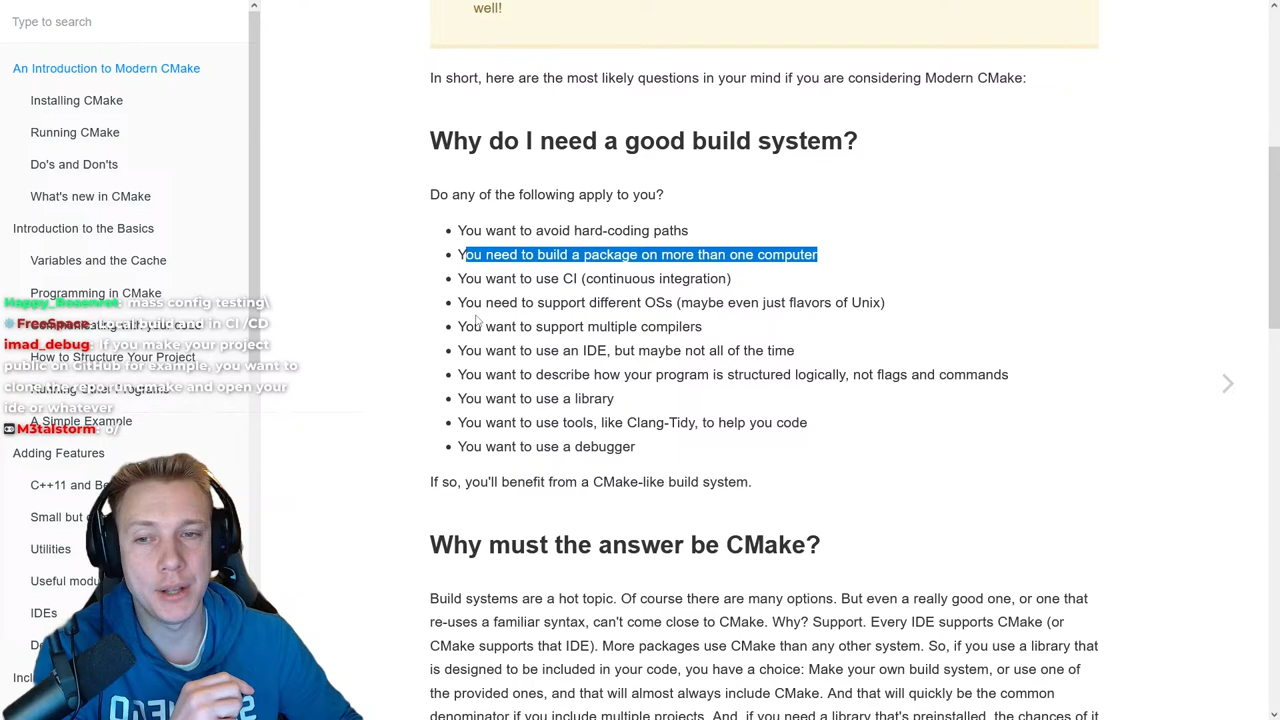 Type to search
An Introduction to Modern CMake
Installing CMake
Running CMake
Do's and Don'ts
What's new in CMake
Introduction to the Basics
Variables and the Cache
Programming in CMake
How to Structure Your Project
A Simple Example
Adding Features
C++11 and Be
Small but
Utilities
Useful modu
IDEs
De
Incl
Happy_Rosenrot: mass config testing\
FreeSpace: local build and in CI /CD
imad_debug: If you make your project
public on GitHub for example, you want to
clone the repo run cmake and open your
ide or whatever
M3talstorm: o/
well!
In short, here are the most likely questions in your mind if you are considering Modern CMake:
Why do I need a good build system?
Do any of the following apply to you?
• You want to avoid hard-coding paths
• You need to build a package on more than one computer
• You want to use CI (continuous integration)
• You need to support different OSs (maybe even just flavors of Unix)
• You want to support multiple compilers
• You want to use an IDE, but maybe not all of the time
• You want to describe how your program is structured logically, not flags and commands
• You want to use a library
• You want to use tools, like Clang-Tidy, to help you code
• You want to use a debugger
If so, you'll benefit from a CMake-like build system.
Why must the answer be CMake?
Build systems are a hot topic. Of course there are many options. But even a really good one, or one that
re-uses a familiar syntax, can't come close to CMake. Why? Support. Every IDE supports CMake (or
CMake supports that IDE). More packages use CMake than any other system. So, if you use a library that
is designed to be included in your code, you have a choice: Make your own build system, or use one of
the provided ones, and that will almost always include CMake. And that will quickly be the common
denominator if you include multiple projects. And, if you need a library that's preinstalled, the chances of it